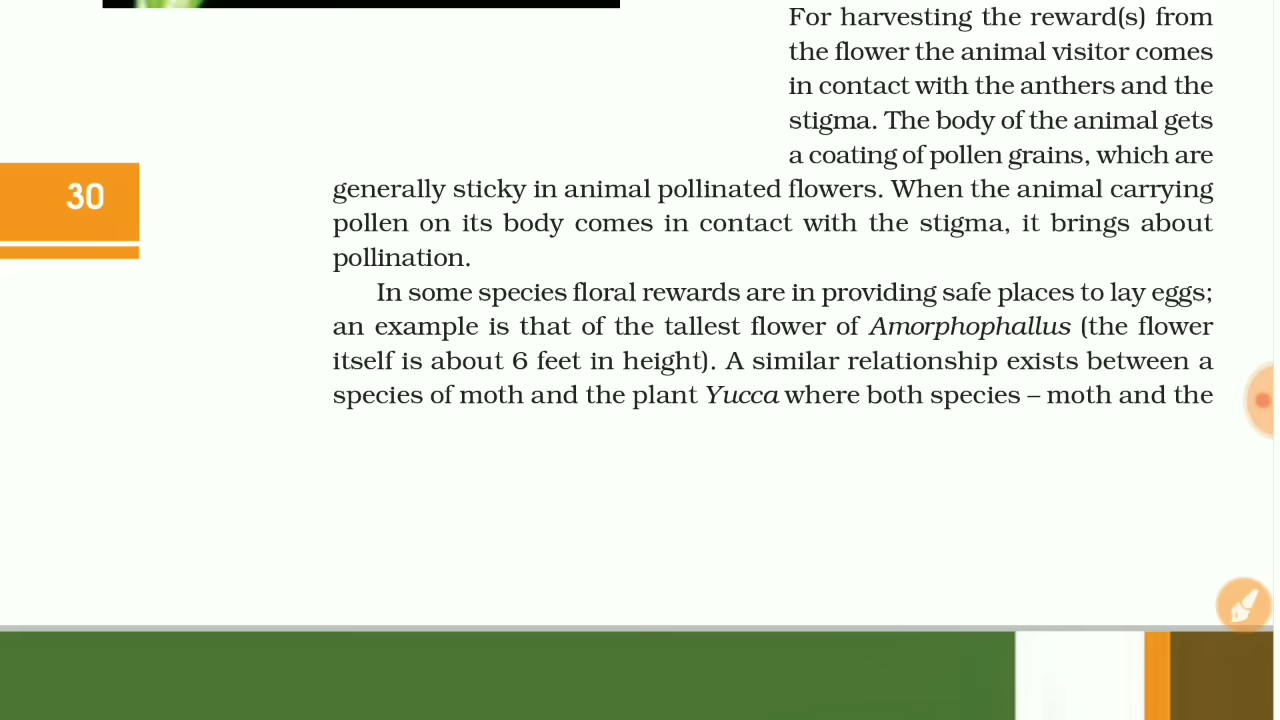 For harvesting the reward(s) from
the flower the animal visitor comes
in contact with the anthers and the
stigma. The body of the animal gets
a coating of pollen grains, which are
30
generally sticky in animal pollinated flowers. When the animal carrying
pollen on its body comes in contact with the stigma, it brings about
pollination.
In some species floral rewards are in providing safe places to lay eggs;
an example is that of the tallest flower of Amorphophallus (the flower
itself is about 6 feet in height). A similar relationship exists between a
species of moth and the plant Yucca where both species – moth and the